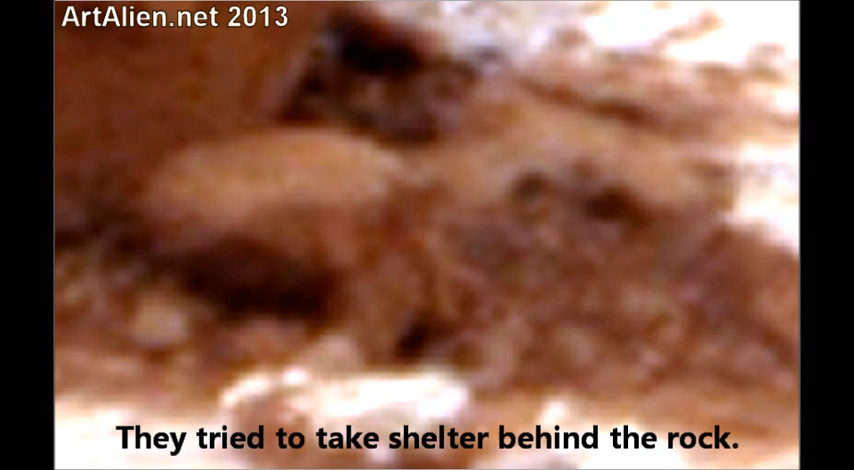 ArtAlien.net 2013
They tried to take shelter behind the rock.